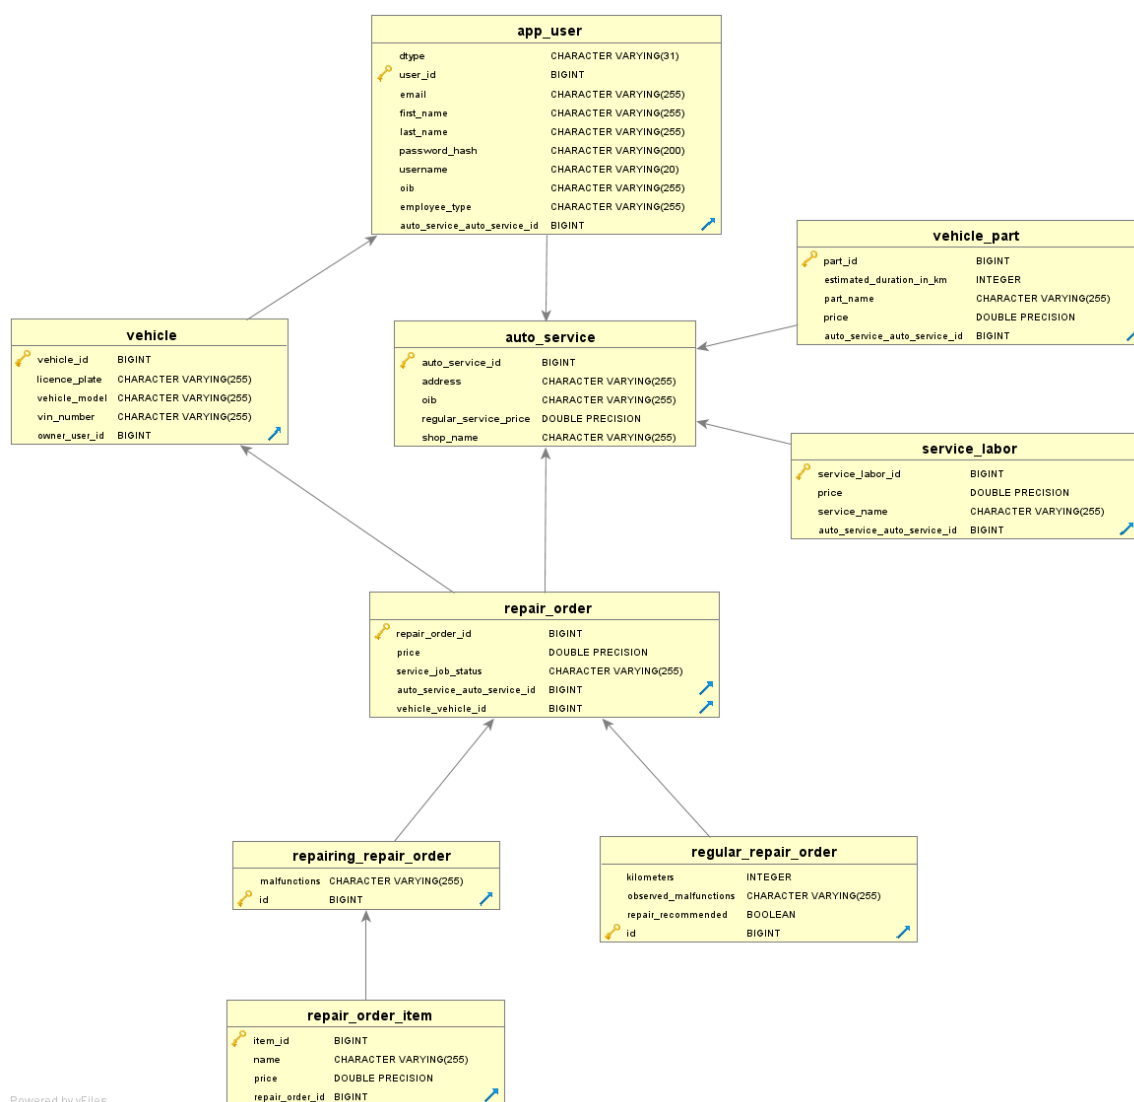 app_user
dtype CHARACTER VARYING(31)
user_id BIGINT
email CHARACTER VARYING(255)
first_name CHARACTER VARYING(255)
last_name CHARACTER VARYING(255)
password_hash CHARACTER VARYING(200)
username CHARACTER VARYING(20)
oib CHARACTER VARYING(255)
employee_type CHARACTER VARYING(255)
auto_service_auto_service_id BIGINT
vehicle_part
part_id BIGINT
estimated_duration_in_km INTEGER
part_name CHARACTER VARYING(255)
price DOUBLE PRECISION
auto_service_auto_service_id BIGINT
vehicle
vehicle_id BIGINT
licence_plate CHARACTER VARYING(255)
vehicle_model CHARACTER VARYING(255)
vin_number CHARACTER VARYING(255)
owner_user_id BIGINT
auto_service
auto_service_id BIGINT
address CHARACTER VARYING(255)
oib CHARACTER VARYING(255)
regular_service_price DOUBLE PRECISION
shop_name CHARACTER VARYING(255)
service_labor
service_labor_id BIGINT
price DOUBLE PRECISION
service_name CHARACTER VARYING(255)
auto_service_auto_service_id BIGINT
repair_order
repair_order_id BIGINT
price DOUBLE PRECISION
service_job_status CHARACTER VARYING(255)
auto_service_auto_service_id BIGINT
vehicle_vehicle_id BIGINT
repairing_repair_order
malfunctions CHARACTER VARYING(255)
id BIGINT
regular_repair_order
kilometers INTEGER
observed_malfunctions CHARACTER VARYING(255)
repair_recommended BOOLEAN
id BIGINT
repair_order_item
item_id BIGINT
name CHARACTER VARYING(255)
price DOUBLE PRECISION
repair_order_id BIGINT
Powered by yFiles